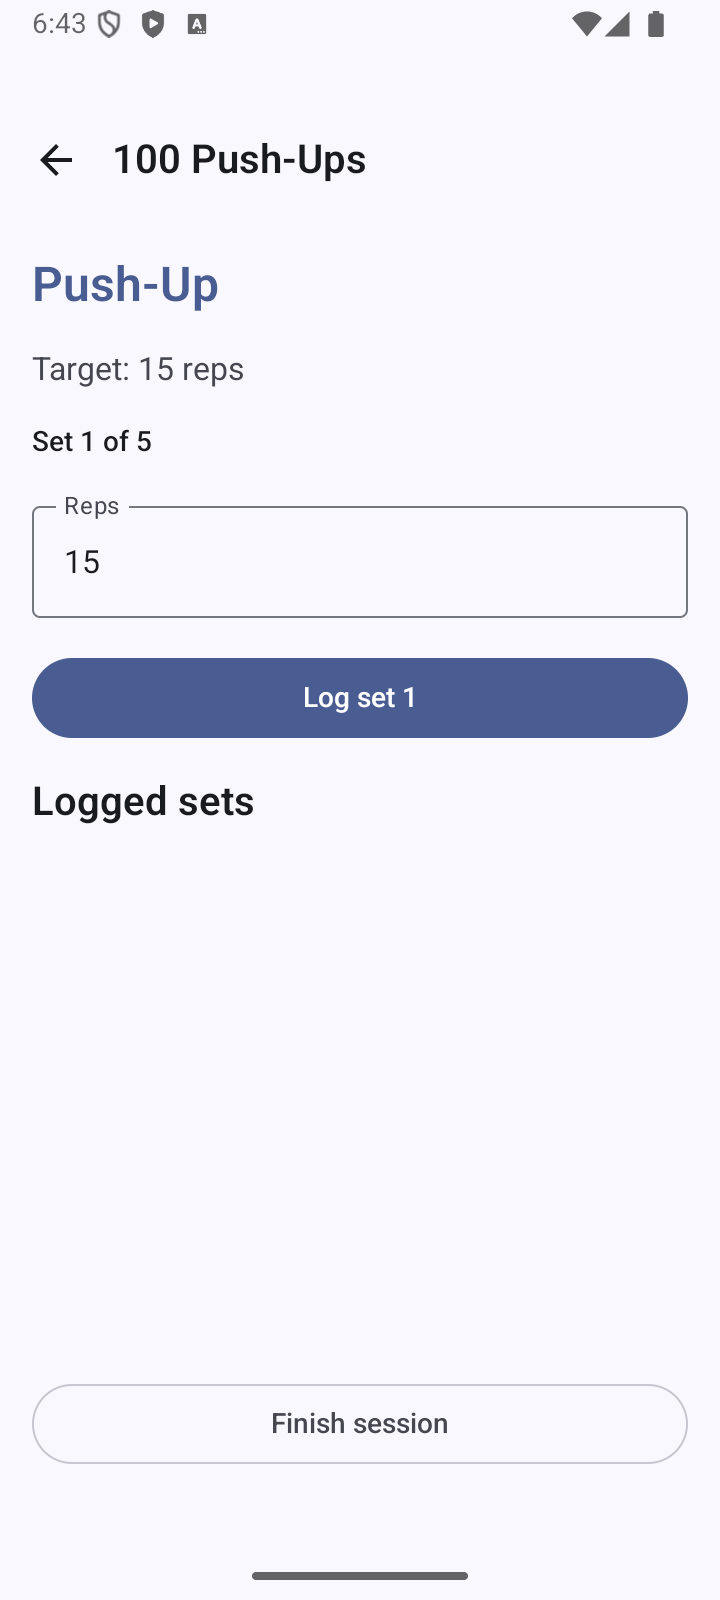 6:43
100 Push-Ups
Push-Up
Target: 15 reps
Set 1 of 5
Reps
15
Log set 1
Logged sets
Finish session